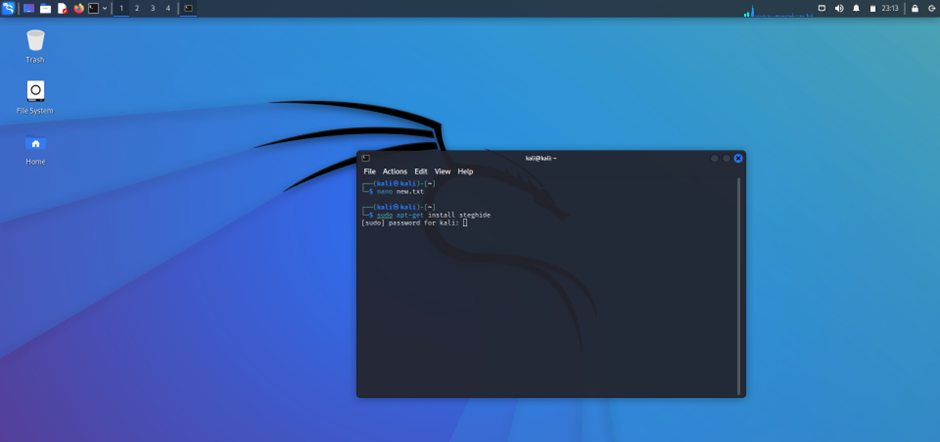 1 2 3 4
23:13
Trash
File System
Home
kali@kali: ~
File Actions Edit View Help
┌──(kali㉿kali)-[~]
└─$ nano new.txt
┌──(kali㉿kali)-[~]
└─$ sudo apt-get install steghide
[sudo] password for kali: